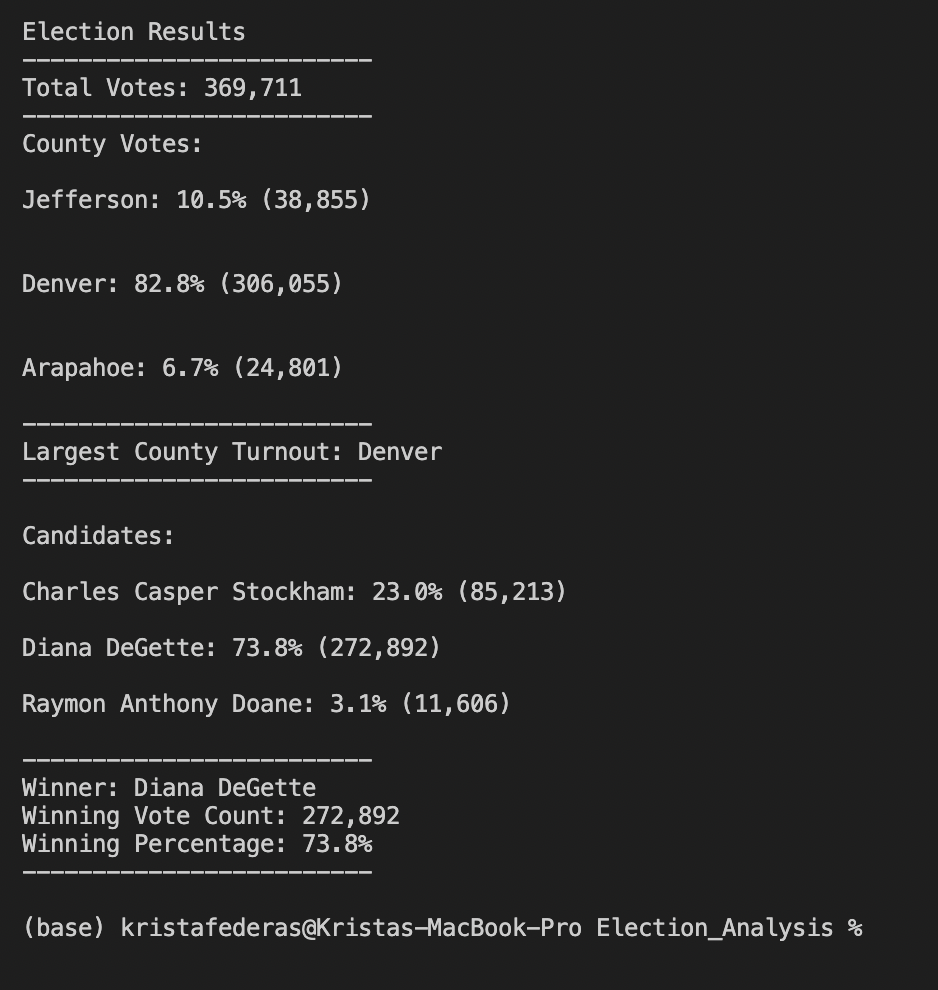 Election Results
-------------------------
Total Votes: 369,711
-------------------------
County Votes:
Jefferson: 10.5% (38,855)
Denver: 82.8% (306,055)
Arapahoe: 6.7% (24,801)
-------------------------
Largest County Turnout: Denver
-------------------------
Candidates:
Charles Casper Stockham: 23.0% (85,213)
Diana DeGette: 73.8% (272,892)
Raymon Anthony Doane: 3.1% (11,606)
-------------------------
Winner: Diana DeGette
Winning Vote Count: 272,892
Winning Percentage: 73.8%
-------------------------
(base) kristafederas@Kristas-MacBook-Pro Election_Analysis %